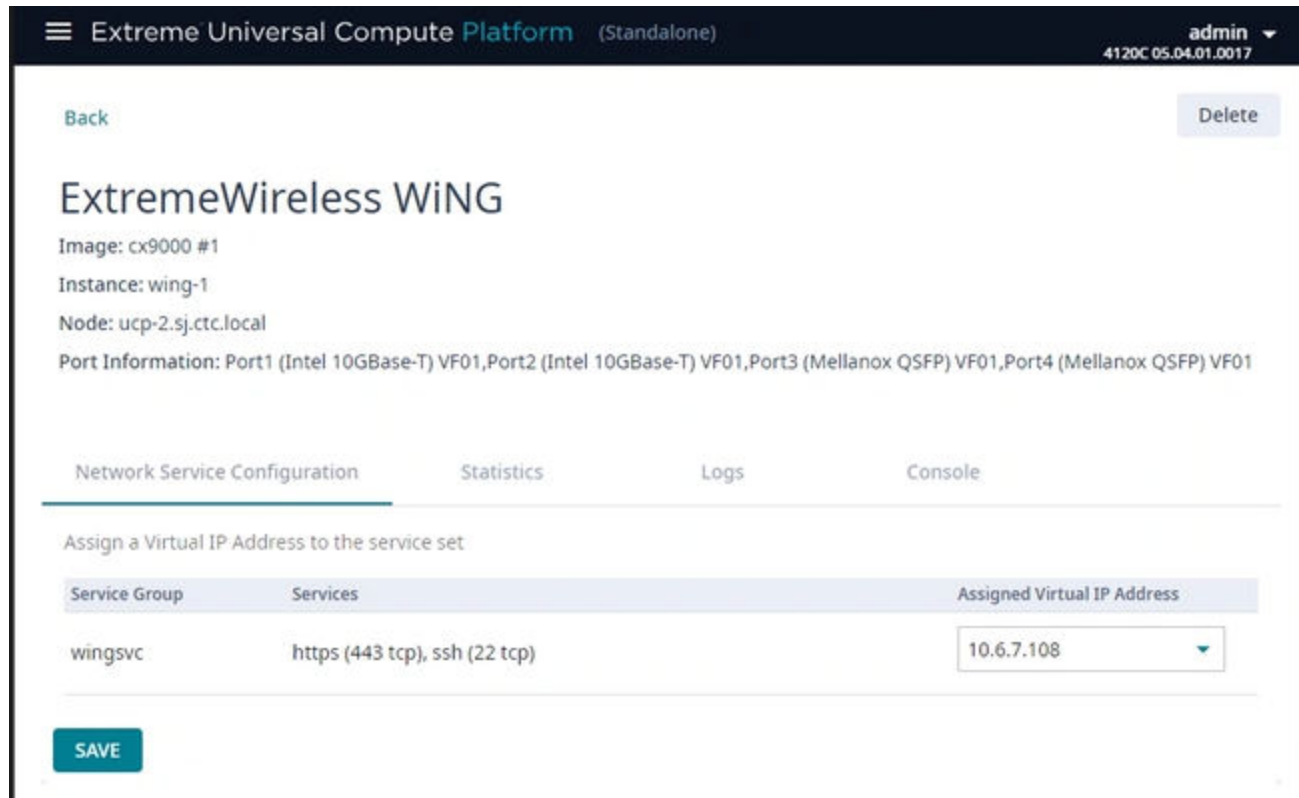 Extreme Universal Compute Platform (Standalone)
admin
4120C 05.04.01.0017
Back
Delete
ExtremeWireless WiNG
Image: cx9000 #1
Instance: wing-1
Node: ucp-2.sj.ctc.local
Port Information: Port1 (Intel 10GBase-T) VF01,Port2 (Intel 10GBase-T) VF01,Port3 (Mellanox QSFP) VF01,Port4 (Mellanox QSFP) VF01
Network Service Configuration Statistics Logs Console
Assign a Virtual IP Address to the service set
Service Group Services Assigned Virtual IP Address
wingsvc https (443 tcp), ssh (22 tcp) 10.6.7.108
SAVE